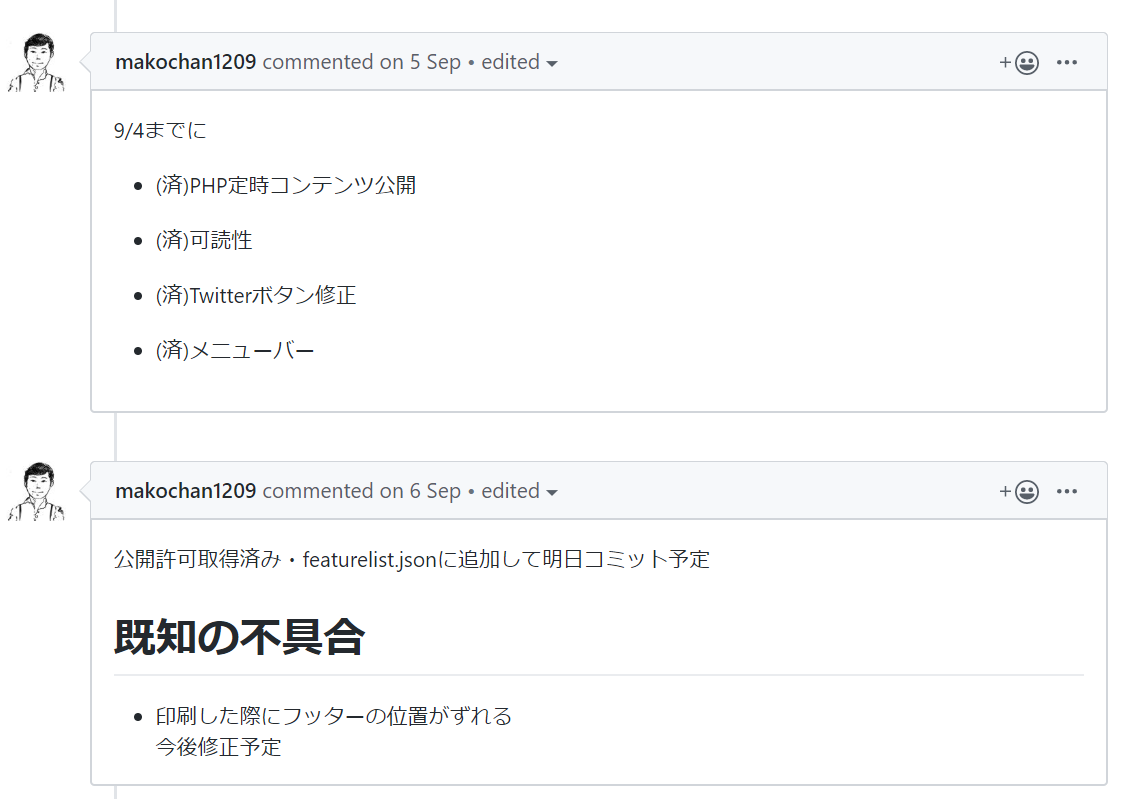 makochan1209 commented on 5 Sep • edited
9/4までに
• (済)PHP定時コンテンツ公開
• (済)可読性
• (済)Twitterボタン修正
• (済)メニューバー
makochan1209 commented on 6 Sep • edited
公開許可取得済み・featurelist.jsonに追加して明日コミット予定
既知の不具合
• 印刷した際にフッターの位置がずれる
今後修正予定